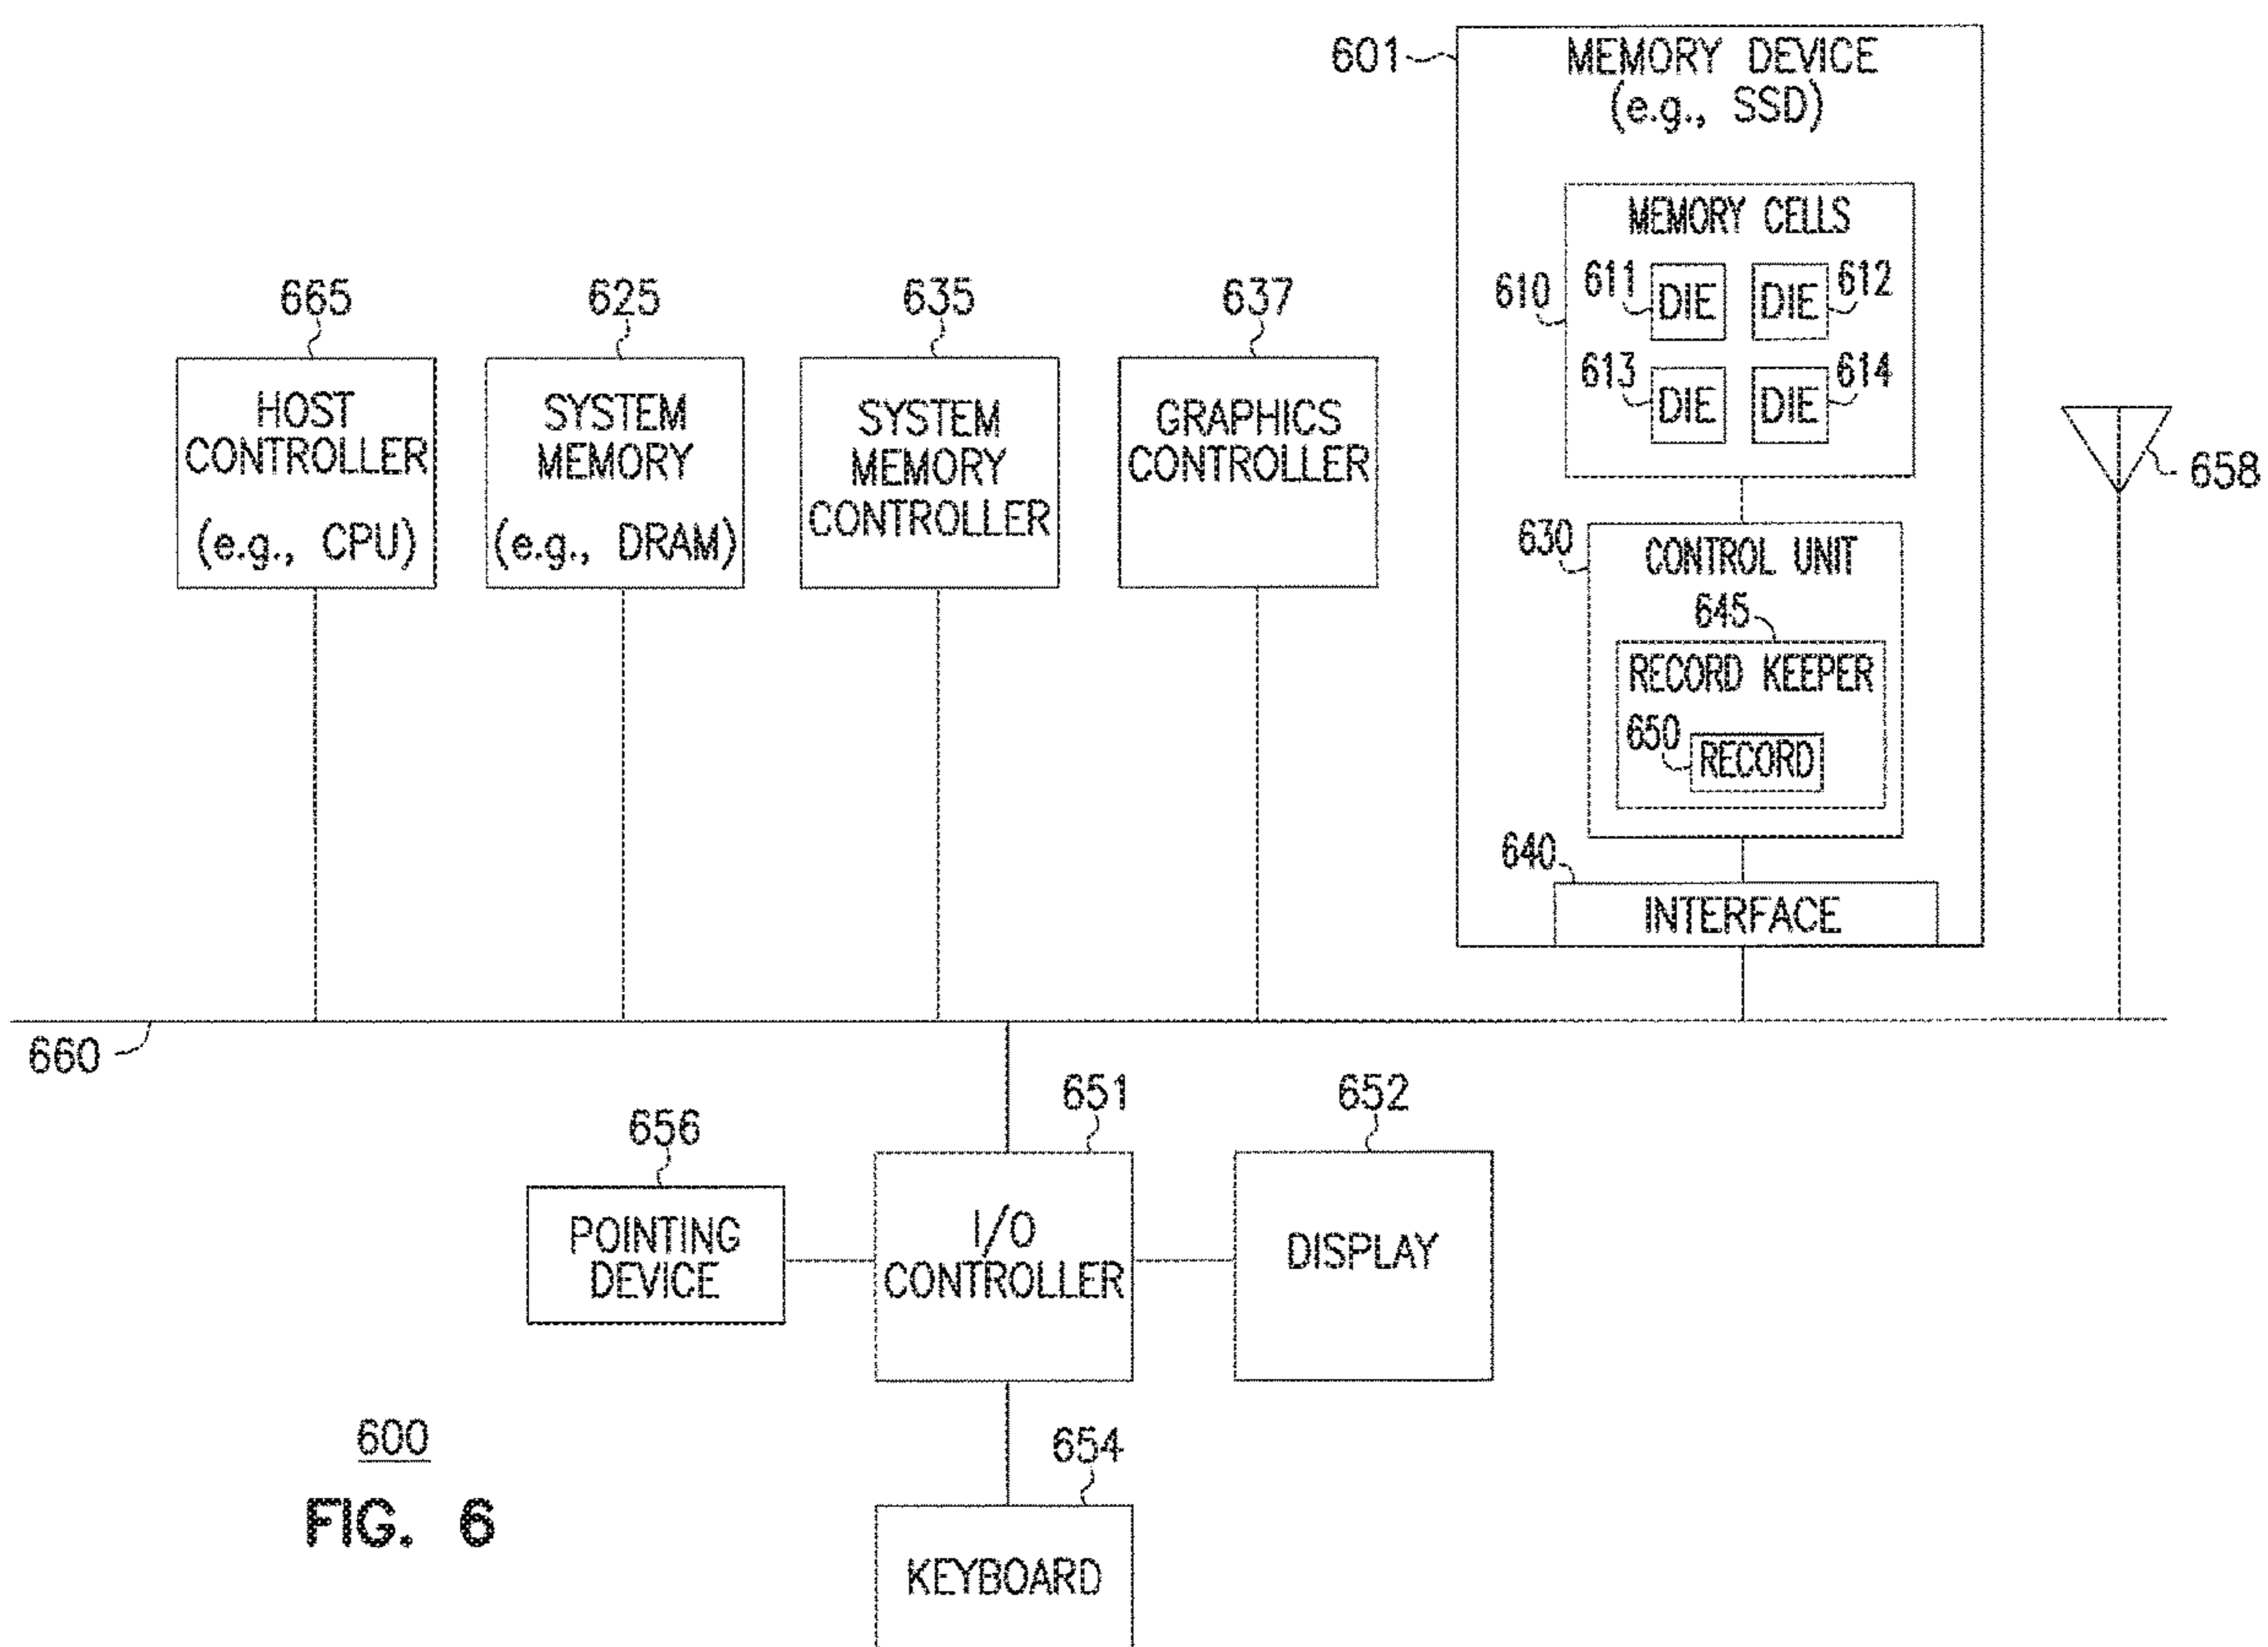 601
MEMORY DEVICE
(e.g., SSD)
MEMORY CELLS
610
611
DIE
DIE
612
613
DIE
DIE
614
665
625
635
637
HOST
CONTROLLER
(e.g., CPU)
SYSTEM
MEMORY
(e.g., DRAM)
SYSTEM
MEMORY
CONTROLLER
GRAPHICS
CONTROLLER
658
630
CONTROL UNIT
645
RECORD KEEPER
650
RECORD
640
INTERFACE
660
656
651
652
POINTING
DEVICE
I/O
CONTROLLER
DISPLAY
654
KEYBOARD
600
FIG. 6